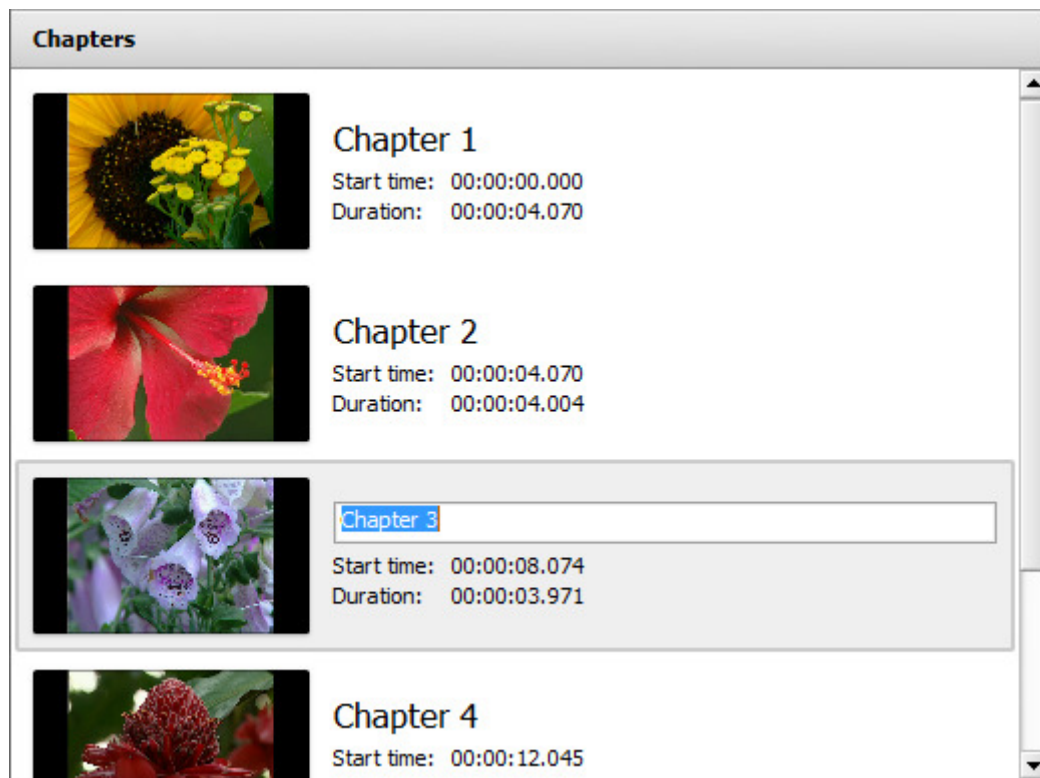 Chapters
Chapter 1
Start time: 00:00:00.000
Duration: 00:00:04.070
Chapter 2
Start time: 00:00:04.070
Duration: 00:00:04.004
Chapter 3
Start time: 00:00:08.074
Duration: 00:00:03.971
Chapter 4
Start time: 00:00:12.045